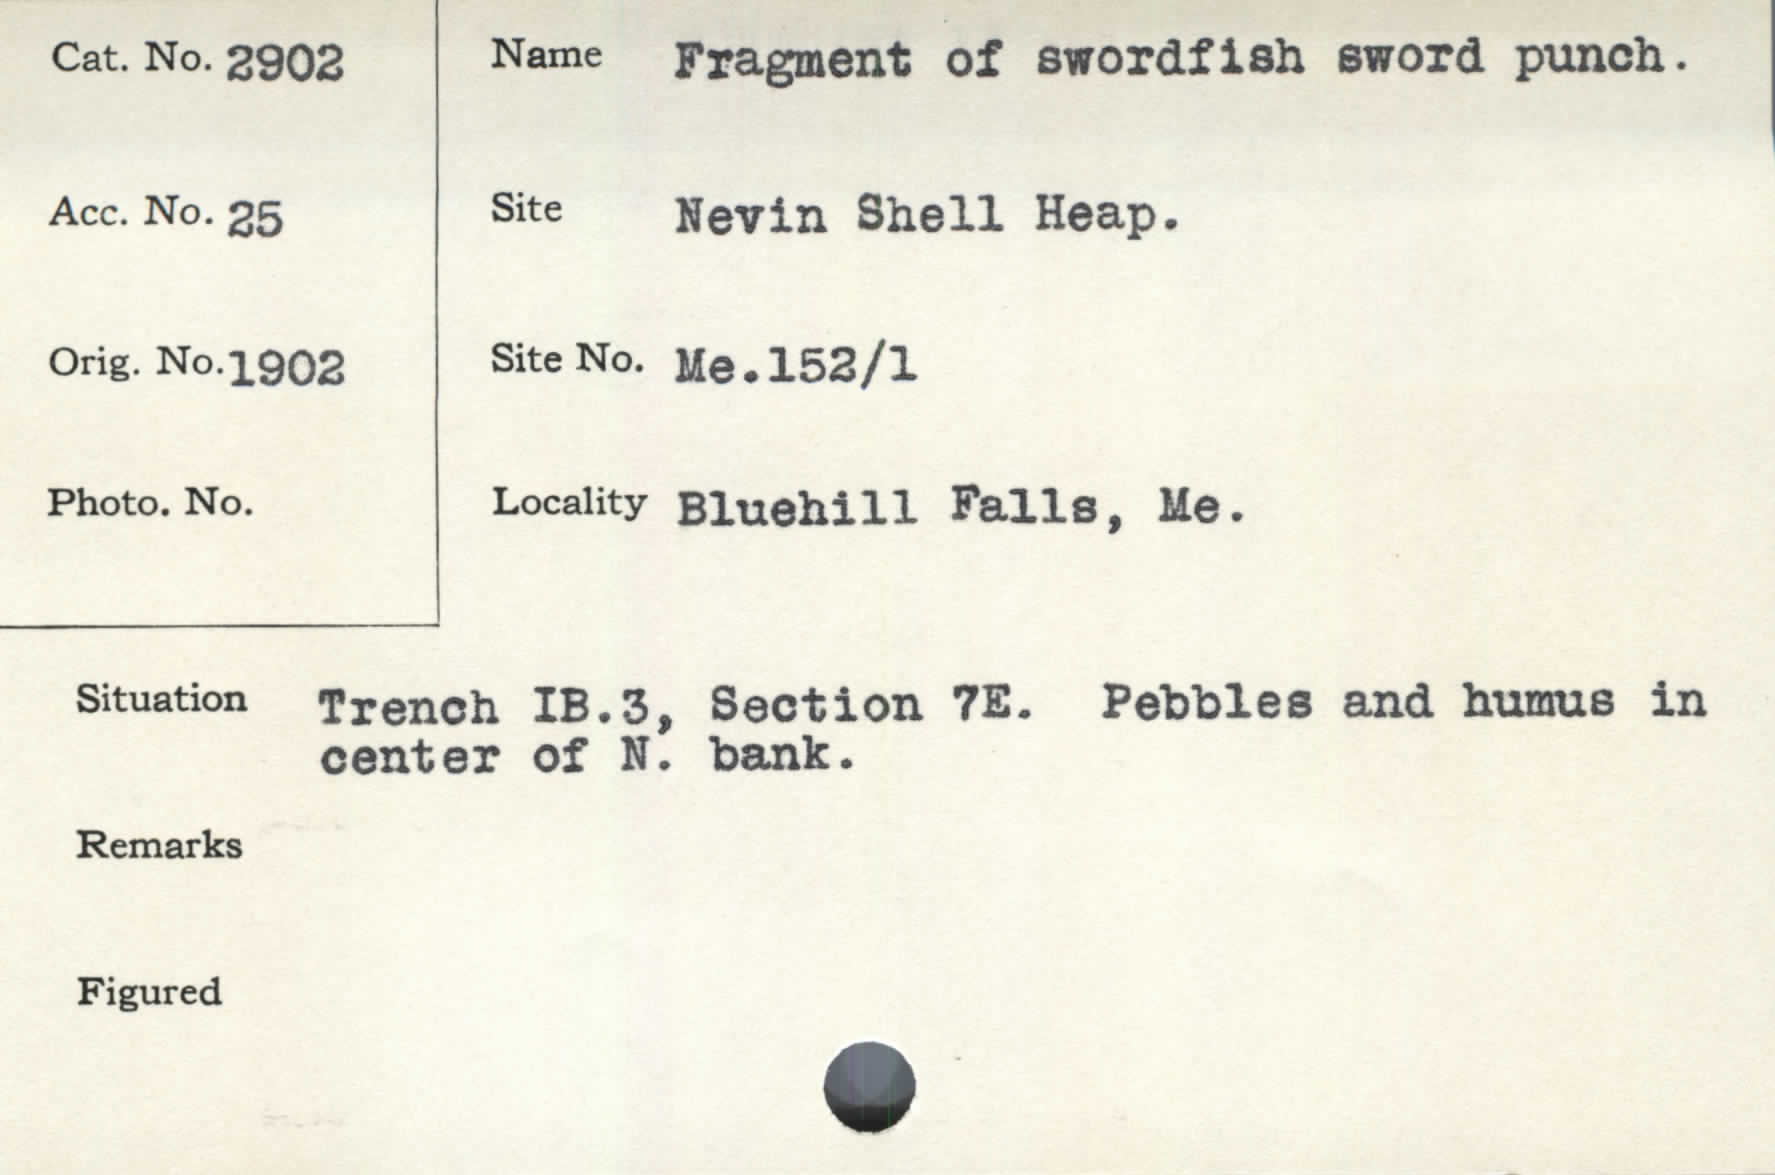 Cat. No. 2902
Name Fragment of swordfish sword punch.
Acc. No. 25
Site Nevin Shell Heap.
Orig. No. 1902
Site No. Me.152/1
Photo. No.
Locality Bluehill Falls, Me.
Situation Trench IB.3, Section 7E. Pebbles and humus in
center of N. bank.
Remarks
Figured